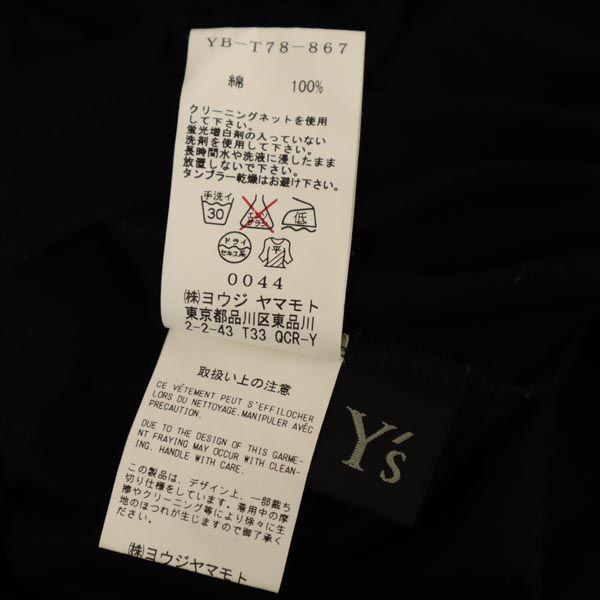 YB-T78-867
綿 100%
クリーニングネットを使用
して下さい。
蛍光増白剤の入っていない
洗剤を使用して下さい。
長時間水や洗液に浸したまま
放置しないで下さい。
タンブラー乾燥はお避け下さい。
手洗イ
30
エンソ
サラシ
低
ドライ
セキユ系
平
0044
㈱ヨウジ ヤマモト
東京都品川区東品川
2-2-43 T33 QCR-Y
取扱い上の注意
CE VÊTEMENT PEUT S'EFFILOCHER
LORS DU NETTOYAGE.MANIPULER AVEC
PRECAUTION.
DUE TO THE DESIGN OF THIS GARME-
NT FRAYING MAY OCCUR WITH CLEAN-
ING. HANDLE WITH CARE.
この製品は、デザイン上、一部裁ち
切り仕様をしています。着用中の摩
擦やクリーニング等により徐々に生
地のほつれが生じますので御了承く
㈱ヨウジヤマモト
Y's